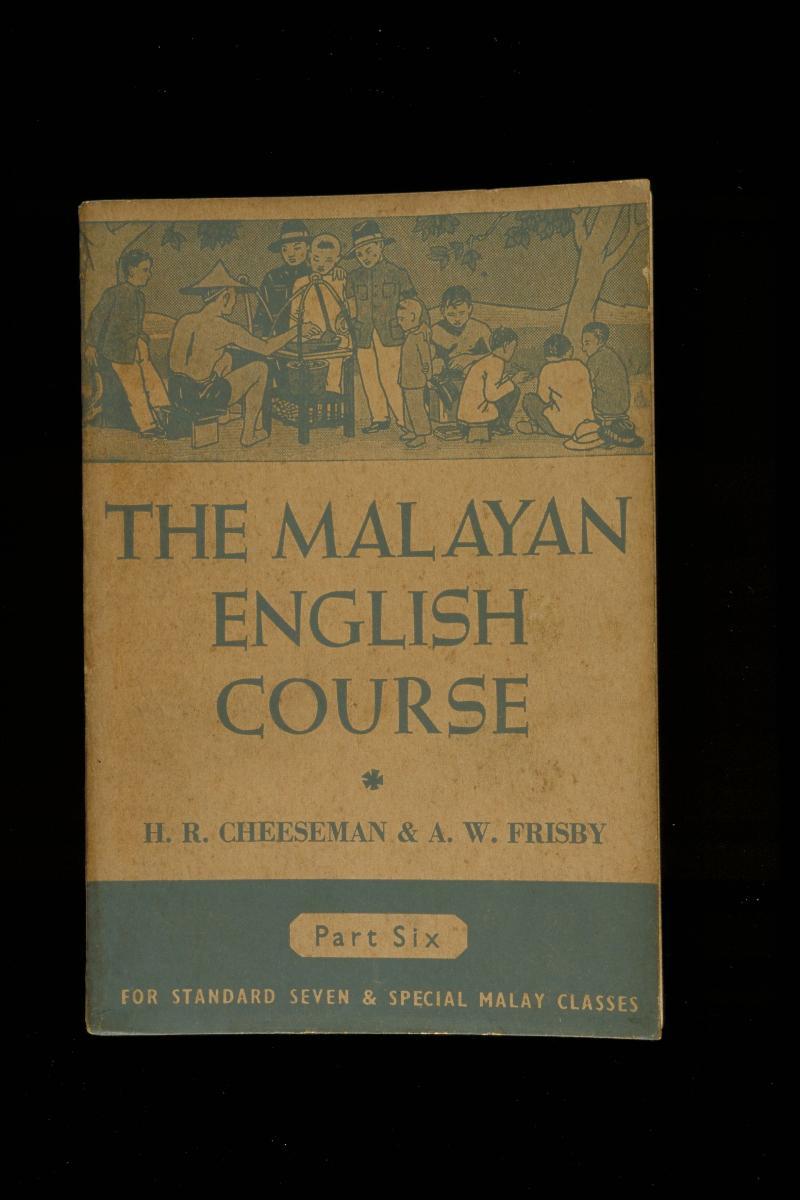 THE MALAYAN
ENGLISH
COURSE
H. R. CHEESEMAN & A. W. FRISBY
Part Six
FOR STANDARD SEVEN & SPECIAL MALAY CLASSES